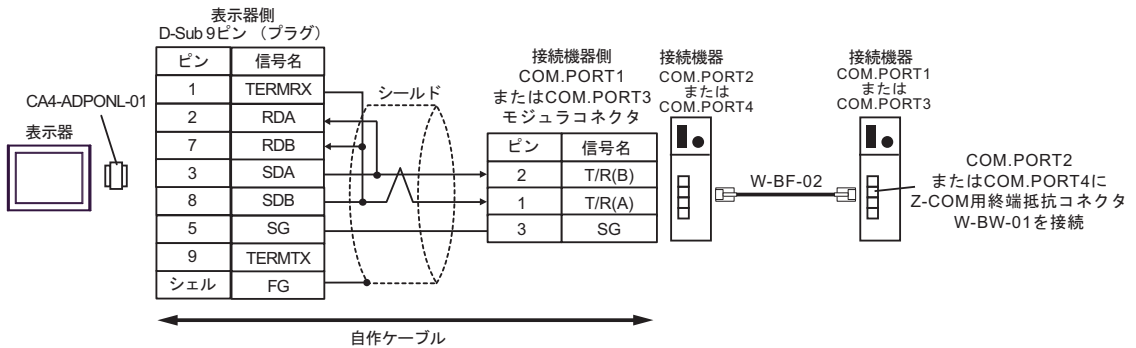 表示器側
D-Sub 9ピン （プラグ）
ピン 信号名
1 TERMRX
2 RDA
7 RDB
3 SDA
8 SDB
5 SG
9 TERMTX
シェル FG
CA4-ADPONL-01
表示器
シールド
接続機器側
COM.PORT1
またはCOM.PORT3
モジュラコネクタ
ピン 信号名
2 T/R(B)
1 T/R(A)
3 SG
接続機器
COM.PORT2
または
COM.PORT4
W-BF-02
接続機器
COM.PORT1
または
COM.PORT3
COM.PORT2
またはCOM.PORT4に
Z-COM用終端抵抗コネクタ
W-BW-01を接続
自作ケーブル